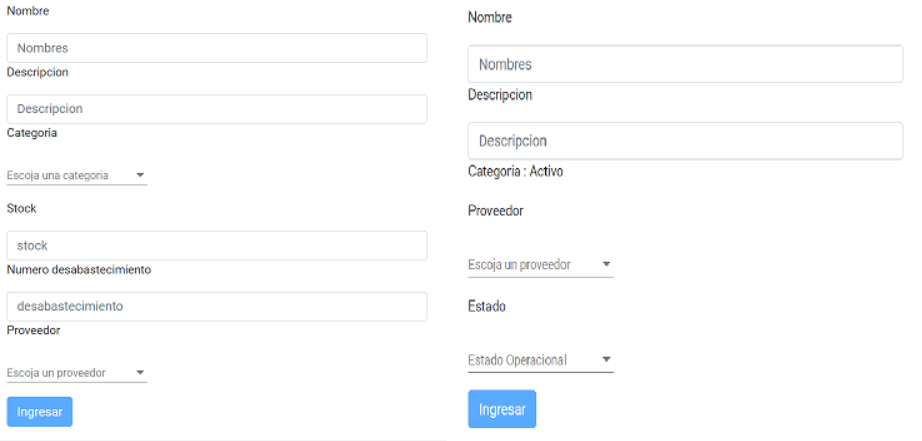 Nombre
Nombres
Descripcion
Descripcion
Categoria
Escoja una categoria
Stock
stock
Numero desabastecimiento
desabastecimiento
Proveedor
Escoja un proveedor
Ingresar
Nombre
Nombres
Descripcion
Descripcion
Categoria : Activo
Proveedor
Escoja un proveedor
Estado
Estado Operacional
Ingresar